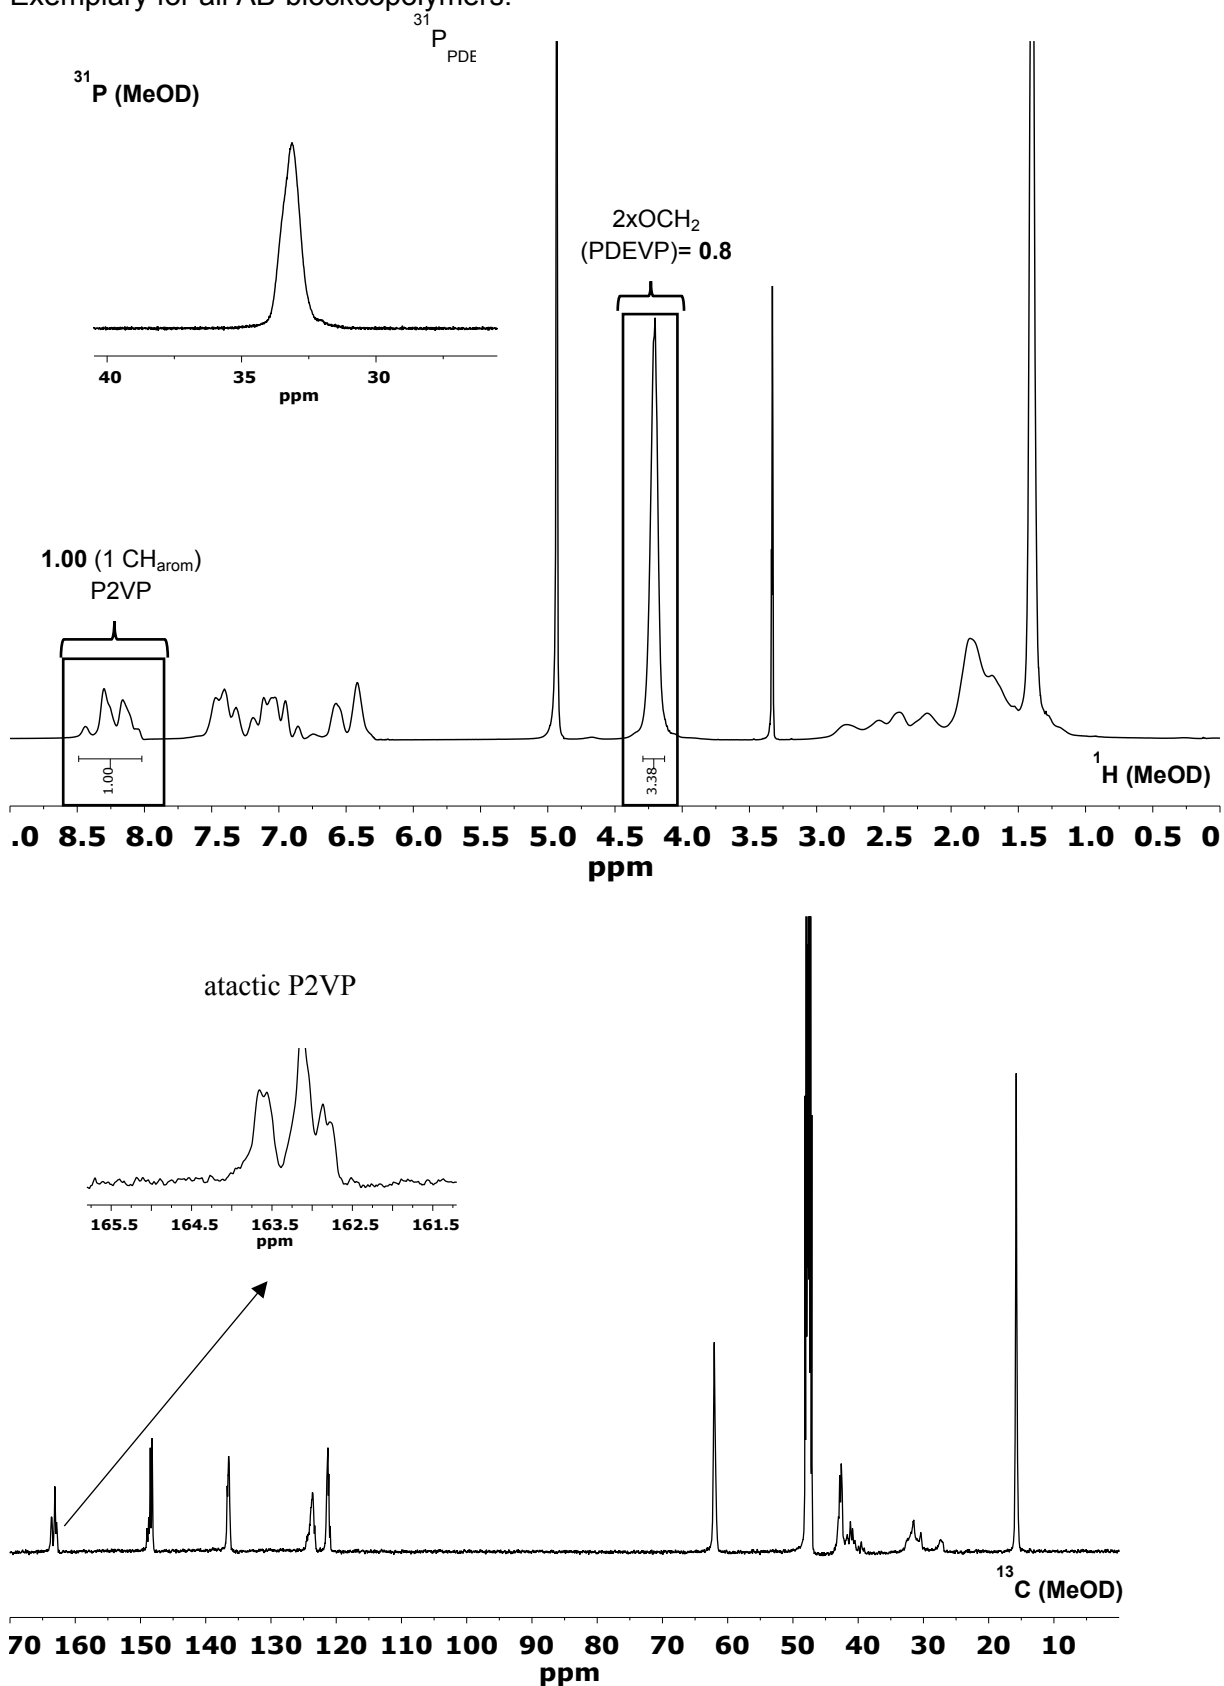 Exemplary for all AB-blockcopolymers:
31P PDE
31P (MeOD)
40 35 30
ppm
2xOCH2
(PDEVP)= 0.8
1.00 (1 CHarom)
P2VP
1.00
3.38
1H (MeOD)
.0 8.5 8.0 7.5 7.0 6.5 6.0 5.5 5.0 4.5 4.0 3.5 3.0 2.5 2.0 1.5 1.0 0.5 0
ppm
atactic P2VP
165.5 164.5 163.5 162.5 161.5
ppm
13C (MeOD)
70 160 150 140 130 120 110 100 90 80 70 60 50 40 30 20 10
ppm